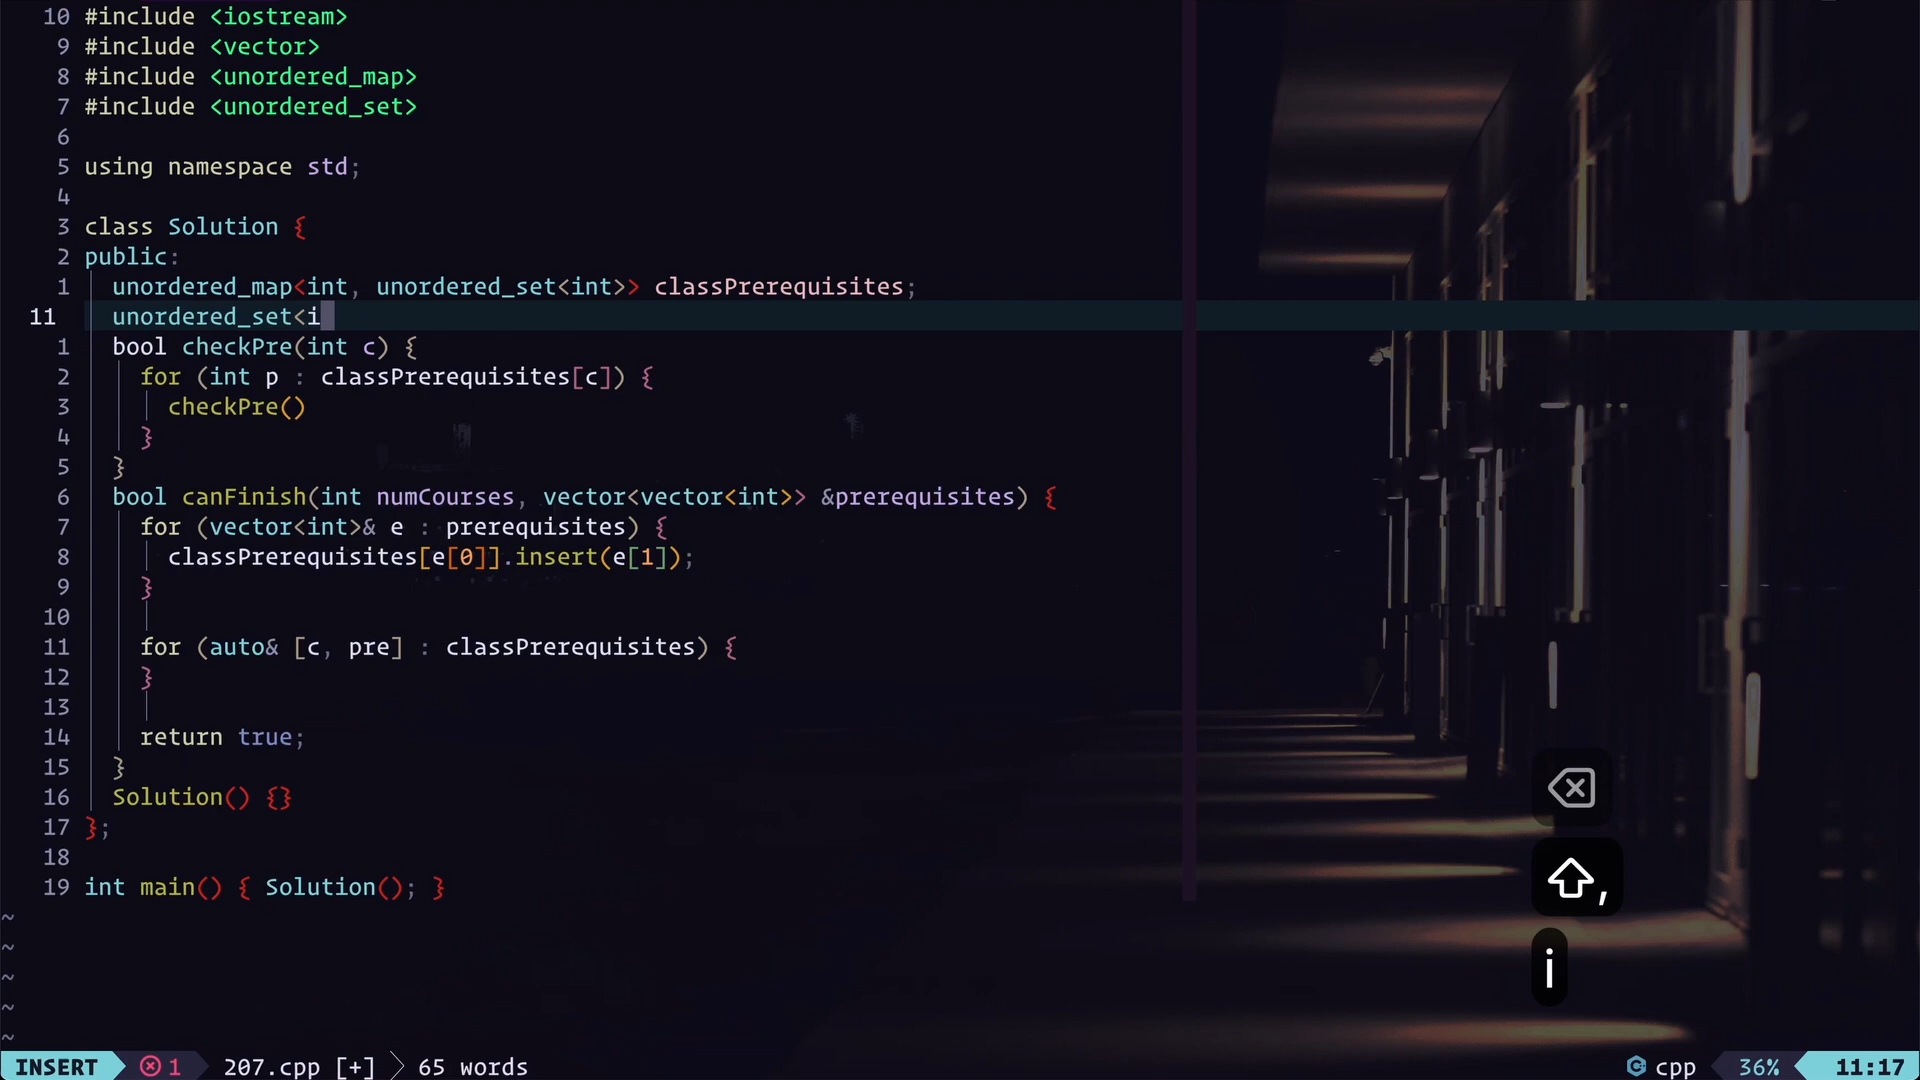 10 #include <iostream>
9 #include <vector>
8 #include <unordered_map>
7 #include <unordered_set>
6
5 using namespace std;
4
3 class Solution {
2 public:
1 unordered_map<int, unordered_set<int>> classPrerequisites;
11 unordered_set<i
1 bool checkPre(int c) {
2 for (int p : classPrerequisites[c]) {
3 checkPre()
4 }
5 }
6 bool canFinish(int numCourses, vector<vector<int>> &prerequisites) {
7 for (vector<int>& e : prerequisites) {
8 classPrerequisites[e[0]].insert(e[1]);
9 }
10
11 for (auto& [c, pre] : classPrerequisites) {
12 }
13
14 return true;
15 }
16 Solution() {}
17 };
18
19 int main() { Solution(); }
~
~
~
~
~
,
i
INSERT 1 207.cpp [+] 65 words cpp 36% 11:17